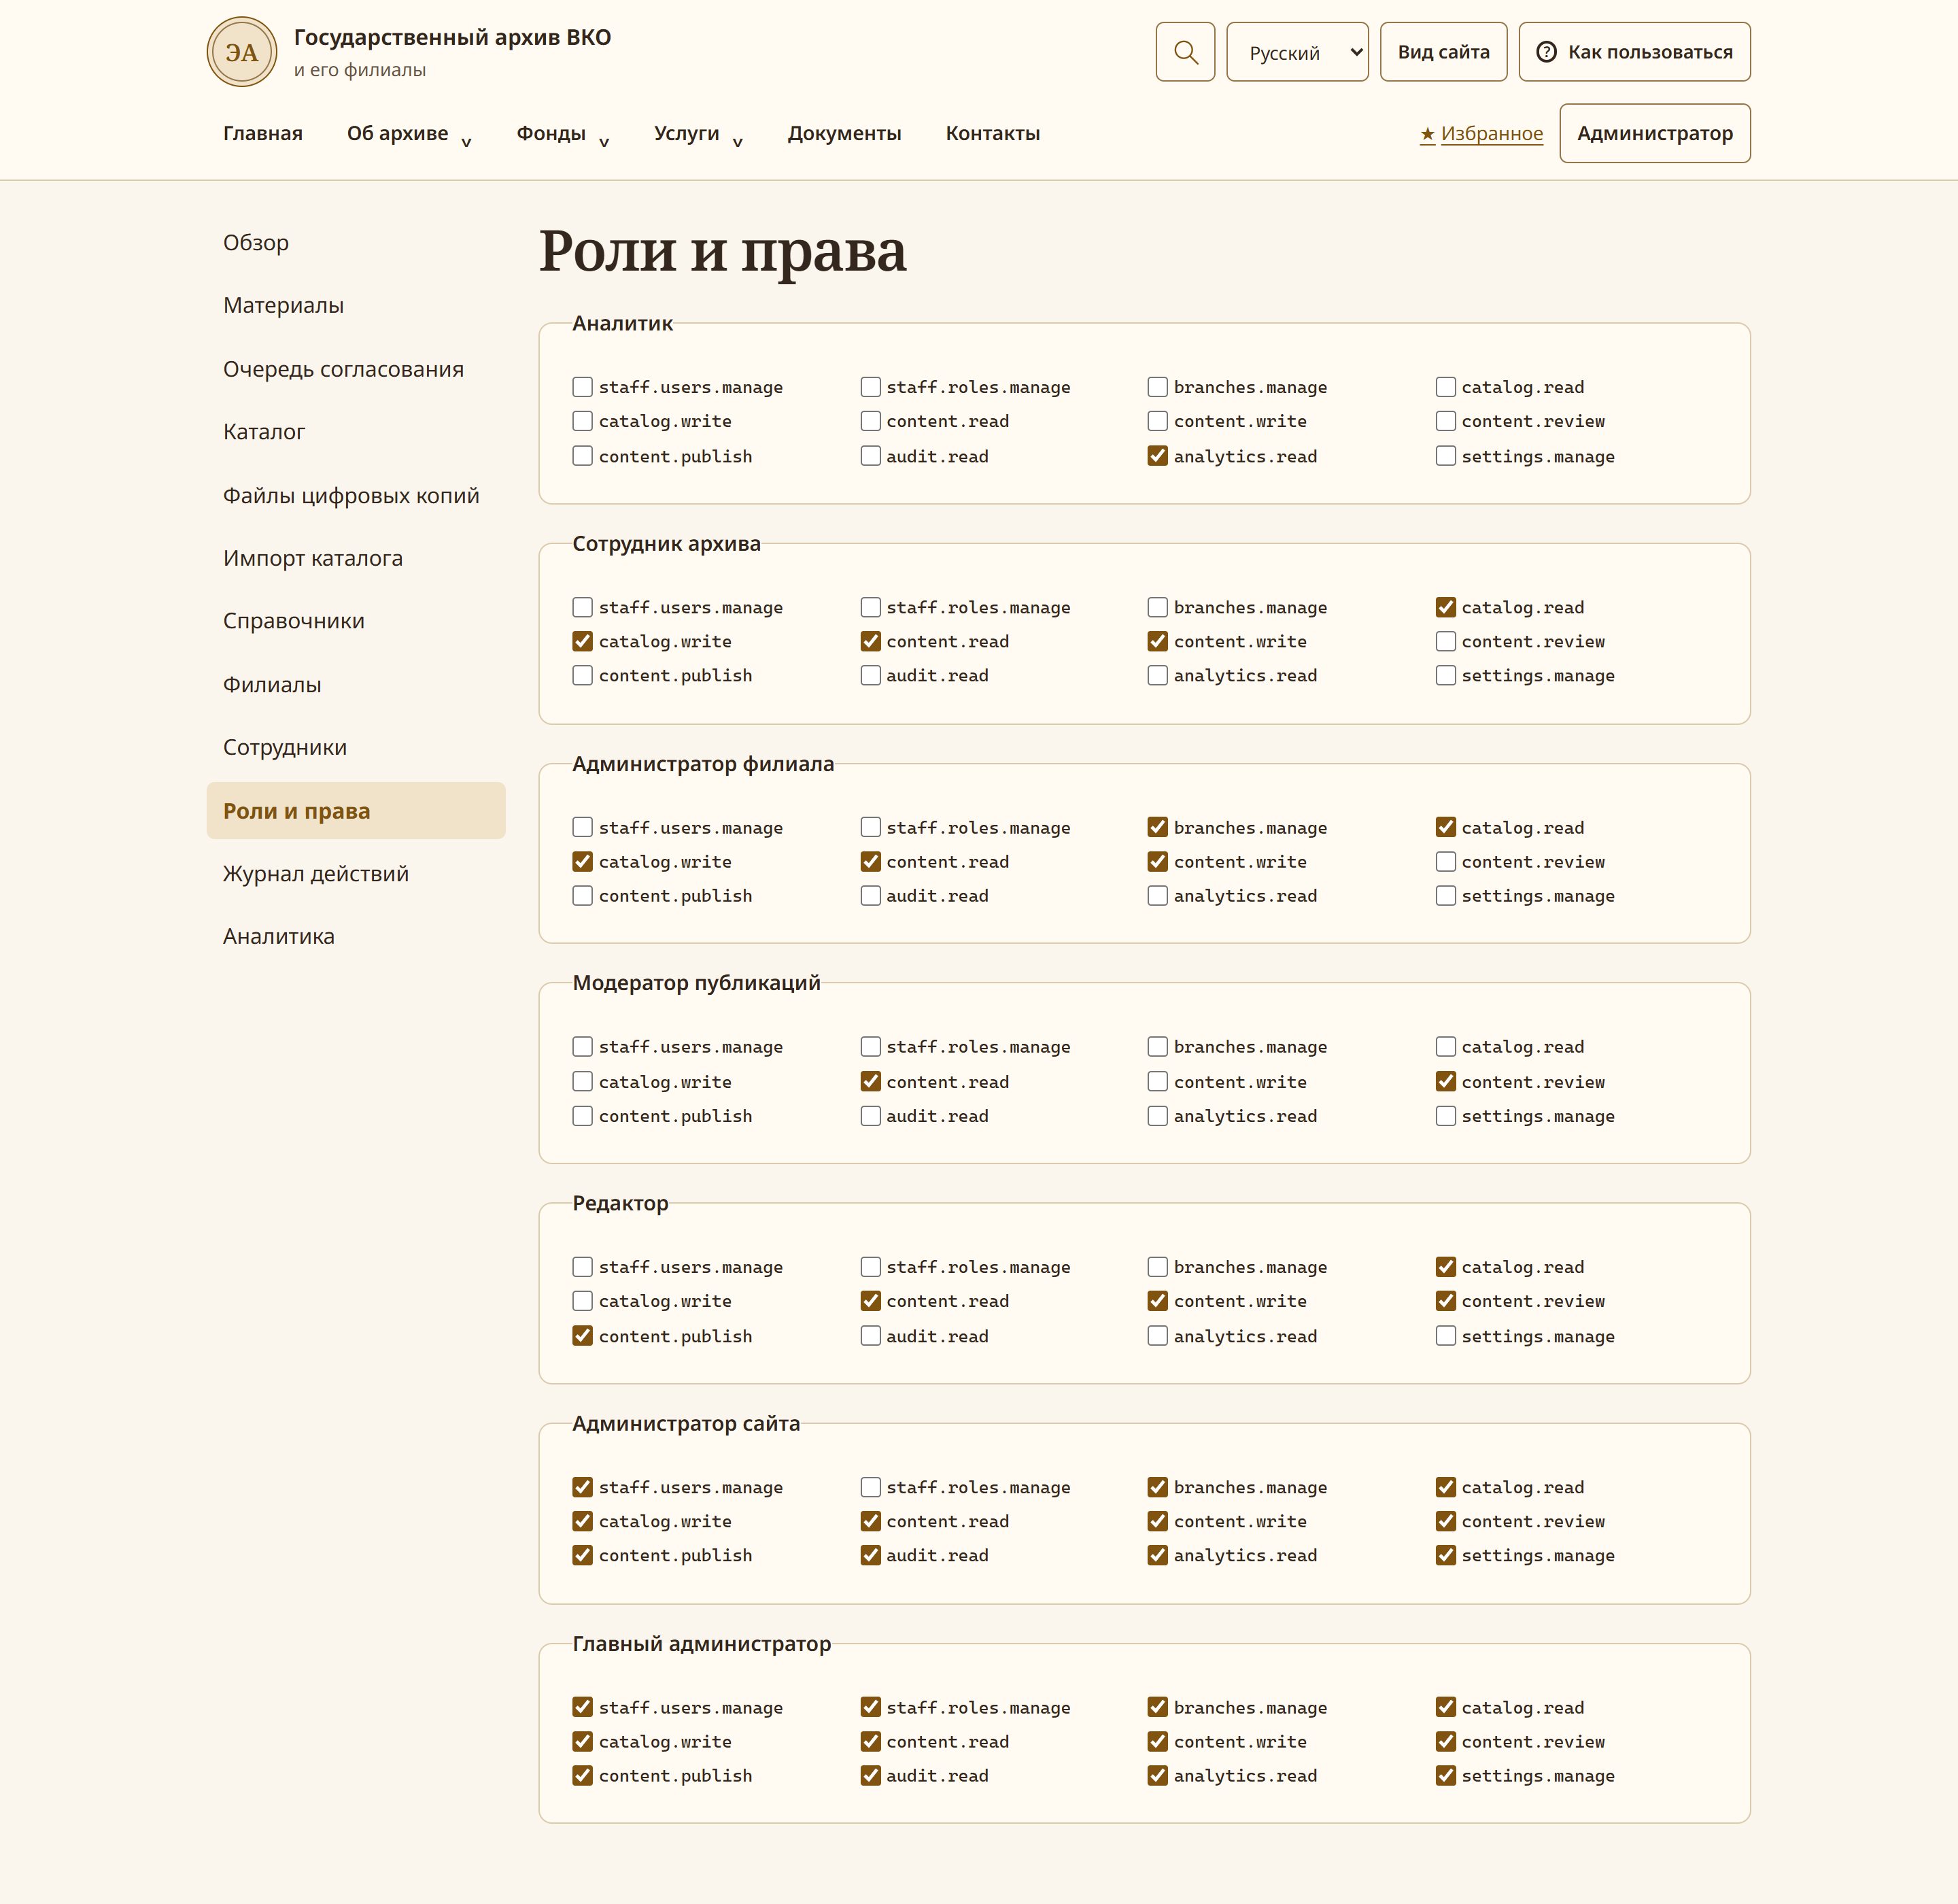 ЭА
Государственный архив ВКО
и его филиалы
Русский
Вид сайта
? Как пользоваться
Главная
Об архиве
Фонды
Услуги
Документы
Контакты
★ Избранное
Администратор
Обзор
Материалы
Очередь согласования
Каталог
Файлы цифровых копий
Импорт каталога
Справочники
Филиалы
Сотрудники
Роли и права
Журнал действий
Аналитика
Роли и права
Аналитик
staff.users.manage staff.roles.manage branches.manage catalog.read
catalog.write content.read content.write content.review
content.publish audit.read analytics.read settings.manage
Сотрудник архива
staff.users.manage staff.roles.manage branches.manage catalog.read
catalog.write content.read content.write content.review
content.publish audit.read analytics.read settings.manage
Администратор филиала
staff.users.manage staff.roles.manage branches.manage catalog.read
catalog.write content.read content.write content.review
content.publish audit.read analytics.read settings.manage
Модератор публикаций
staff.users.manage staff.roles.manage branches.manage catalog.read
catalog.write content.read content.write content.review
content.publish audit.read analytics.read settings.manage
Редактор
staff.users.manage staff.roles.manage branches.manage catalog.read
catalog.write content.read content.write content.review
content.publish audit.read analytics.read settings.manage
Администратор сайта
staff.users.manage staff.roles.manage branches.manage catalog.read
catalog.write content.read content.write content.review
content.publish audit.read analytics.read settings.manage
Главный администратор
staff.users.manage staff.roles.manage branches.manage catalog.read
catalog.write content.read content.write content.review
content.publish audit.read analytics.read settings.manage